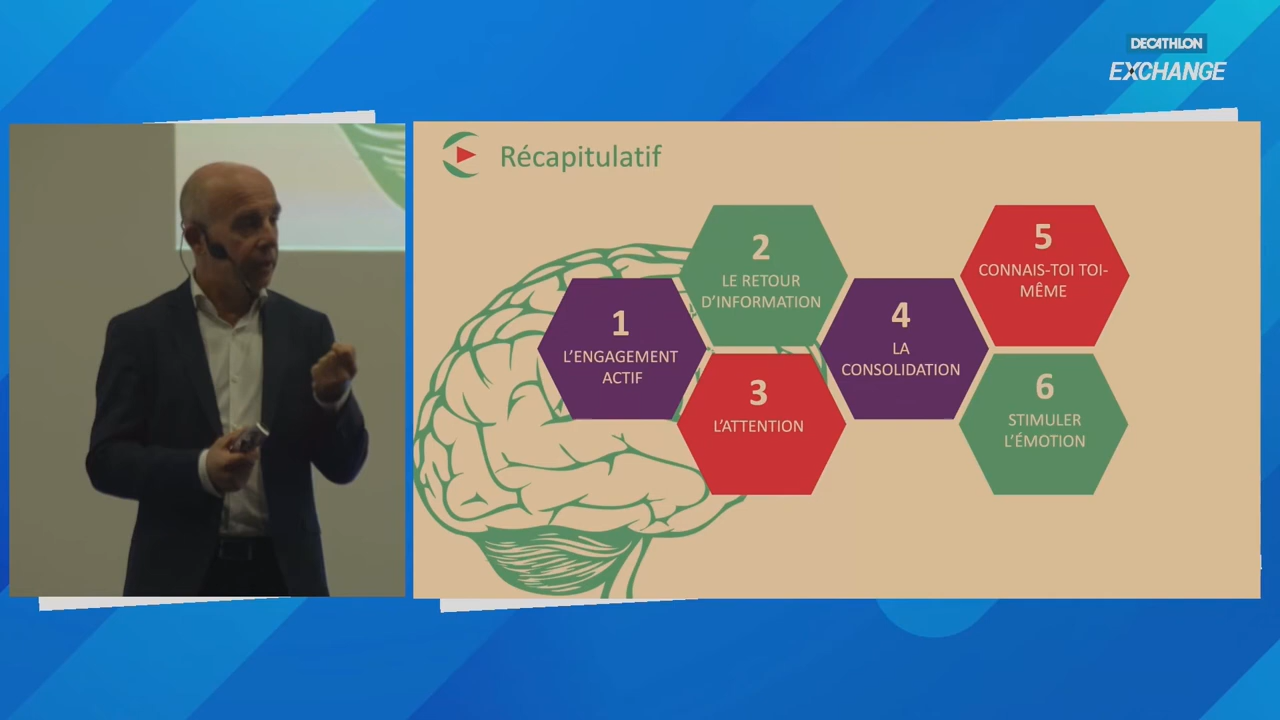 DECATHLON
EXCHANGE
Récapitulatif
1
L'ENGAGEMENT
ACTIF
2
LE RETOUR
D'INFORMATION
3
L'ATTENTION
4
LA
CONSOLIDATION
5
CONNAIS-TOI TOI-
MÊME
6
STIMULER
L'ÉMOTION